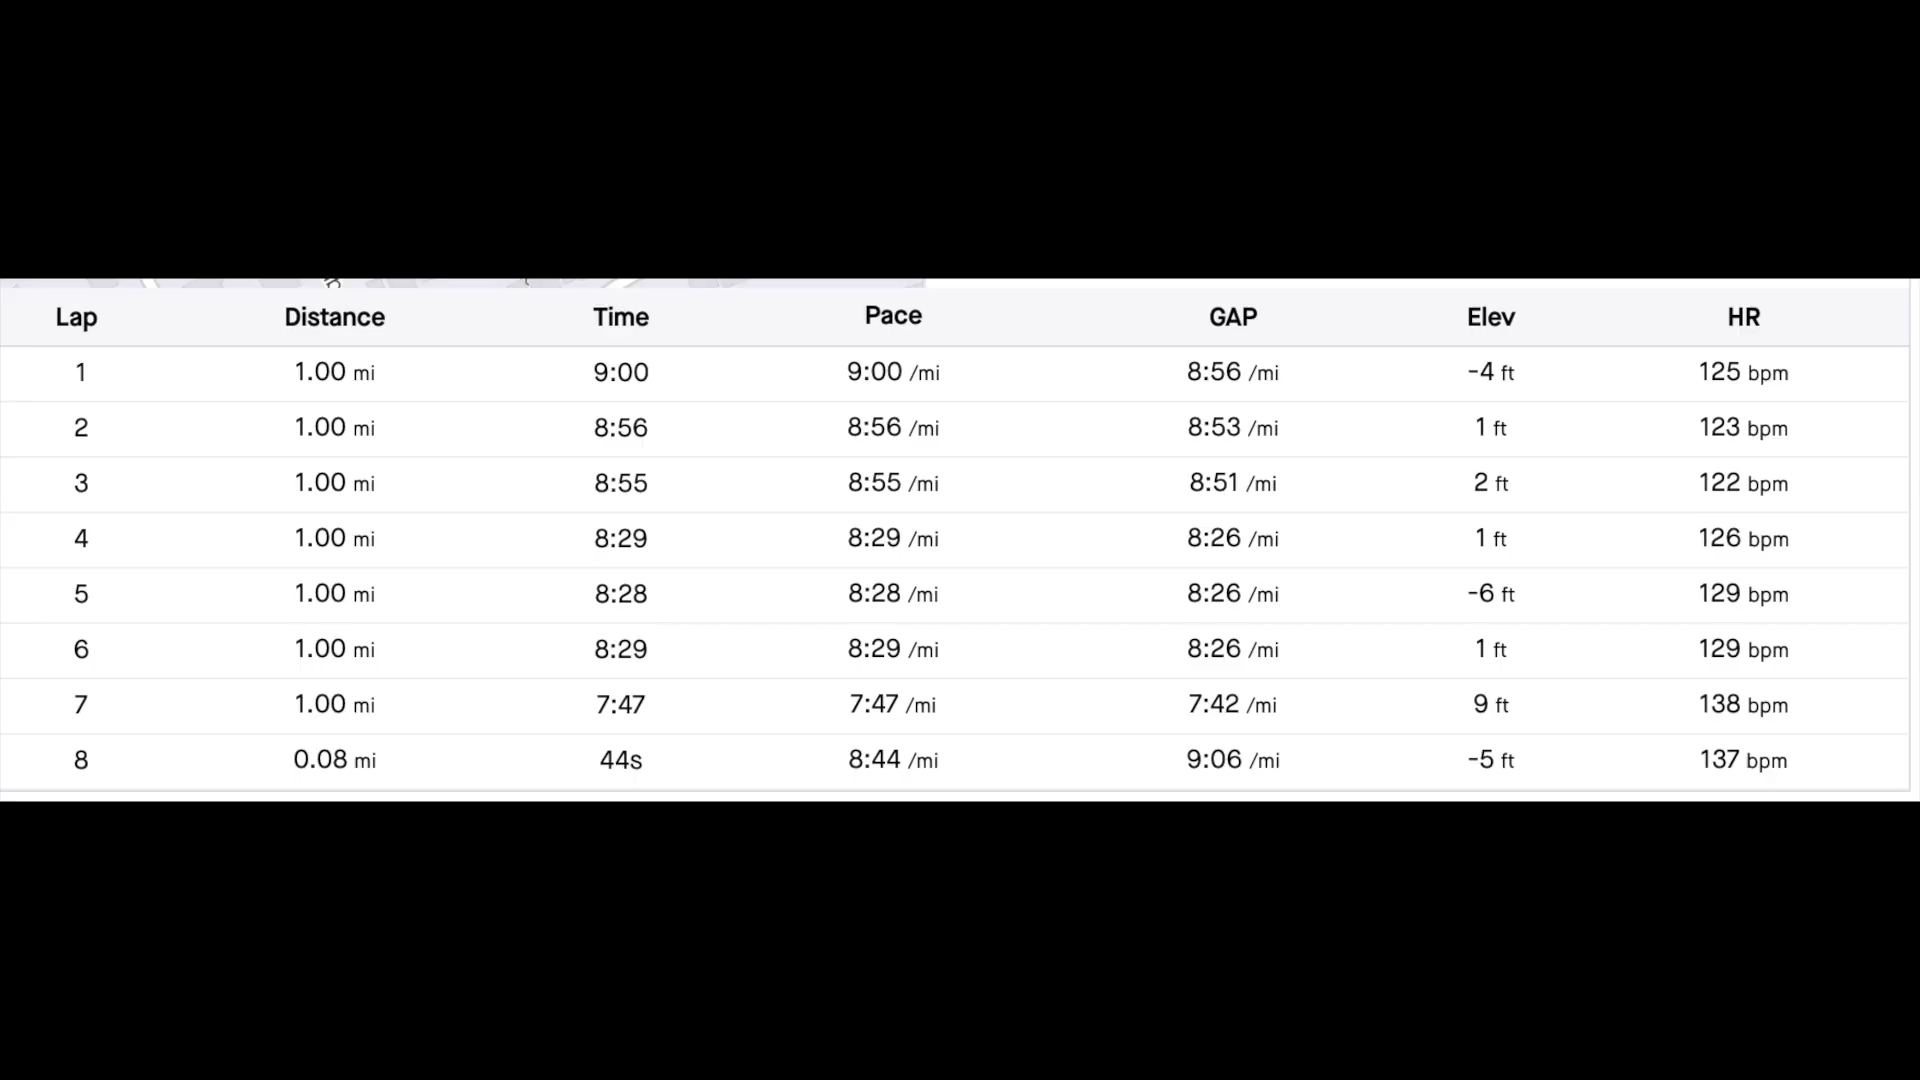 Lap Distance Time Pace GAP Elev HR
1 1.00 mi 9:00 9:00 /mi 8:56 /mi -4 ft 125 bpm
2 1.00 mi 8:56 8:56 /mi 8:53 /mi 1 ft 123 bpm
3 1.00 mi 8:55 8:55 /mi 8:51 /mi 2 ft 122 bpm
4 1.00 mi 8:29 8:29 /mi 8:26 /mi 1 ft 126 bpm
5 1.00 mi 8:28 8:28 /mi 8:26 /mi -6 ft 129 bpm
6 1.00 mi 8:29 8:29 /mi 8:26 /mi 1 ft 129 bpm
7 1.00 mi 7:47 7:47 /mi 7:42 /mi 9 ft 138 bpm
8 0.08 mi 44s 8:44 /mi 9:06 /mi -5 ft 137 bpm